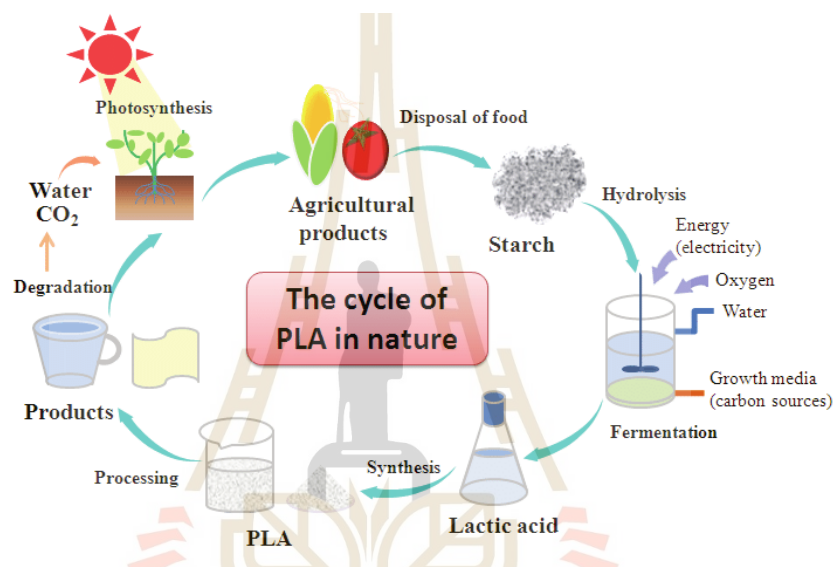 Photosynthesis
Disposal of food
Water
CO₂
Agricultural
products
Starch
Hydrolysis
Energy
(electricity)
Oxygen
Water
Growth media
(carbon sources)
Fermentation
Degradation
The cycle of
PLA in nature
Products
Processing
Synthesis
PLA
Lactic acid